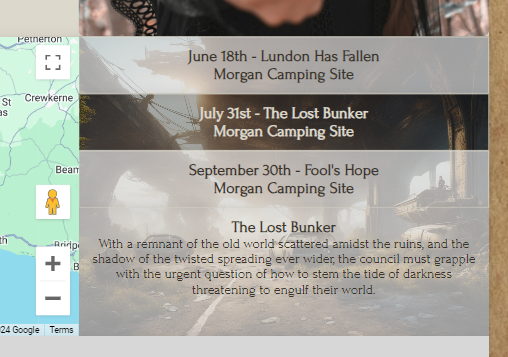 Petherton
St
Crewkerne
Beam
th
Bridpo
B
24 Google
Terms
June 18th - Lundon Has Fallen
Morgan Camping Site
July 31st - The Lost Bunker
Morgan Camping Site
September 30th - Fool's Hope
Morgan Camping Site
The Lost Bunker
With a remnant of the old world scattered amidst the ruins, and the
shadow of the twisted spreading ever wider, the council must grapple
with the urgent question of how to stem the tide of darkness
threatening to engulf their world.